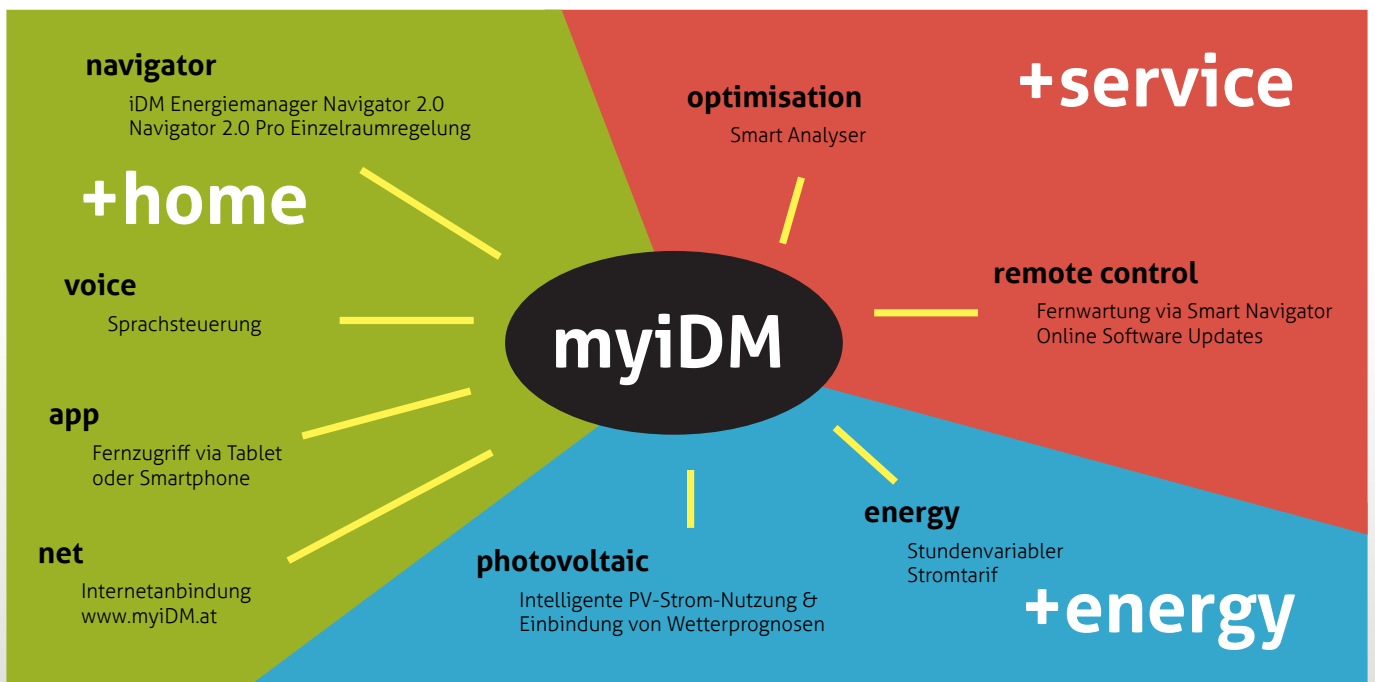 navigator
iDM Energiemanager Navigator 2.0
Navigator 2.0 Pro Einzelraumregelung
+home
voice
Sprachsteuerung
app
Fernzugriff via Tablet
oder Smartphone
net
Internetanbindung
www.myiDM.at
myiDM
+service
optimisation
Smart Analyser
remote control
Fernwartung via Smart Navigator
Online Software Updates
photovoltaic
Intelligente PV-Strom-Nutzung &
Einbindung von Wetterprognosen
energy
Stundenvariabler
Stromtarif
+energy